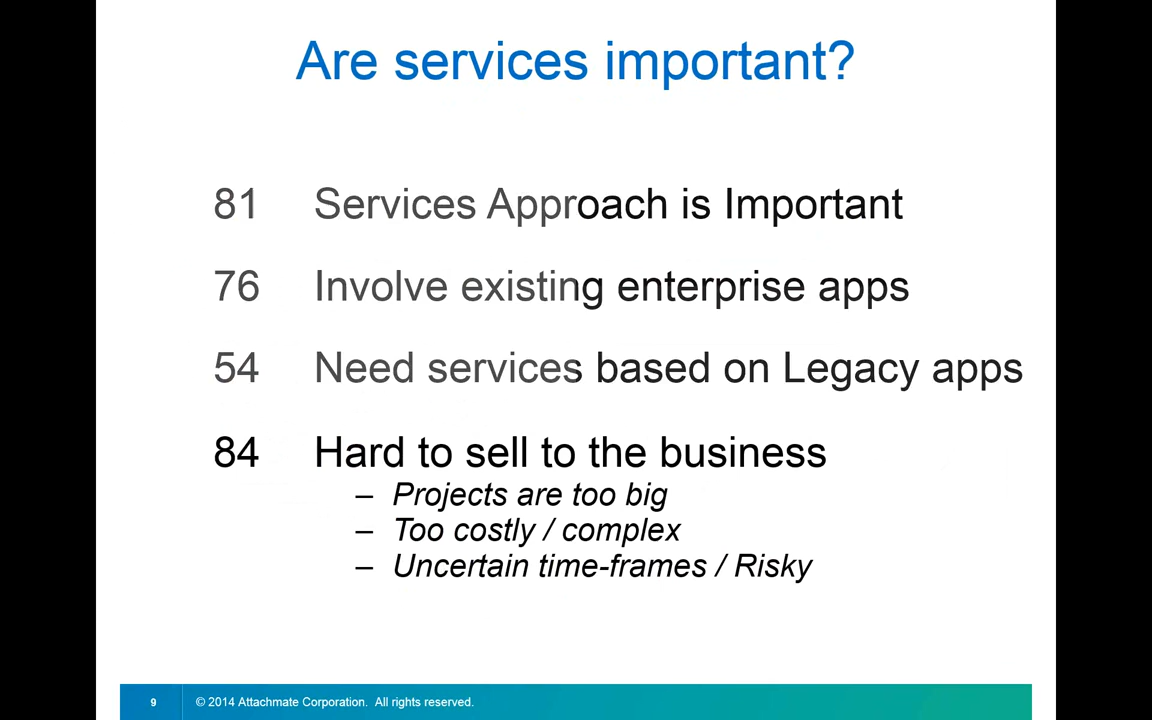 Are services important?
81 Services Approach is Important
76 Involve existing enterprise apps
54 Need services based on Legacy apps
84 Hard to sell to the business
– Projects are too big
– Too costly / complex
– Uncertain time-frames / Risky
9 © 2014 Attachmate Corporation. All rights reserved.